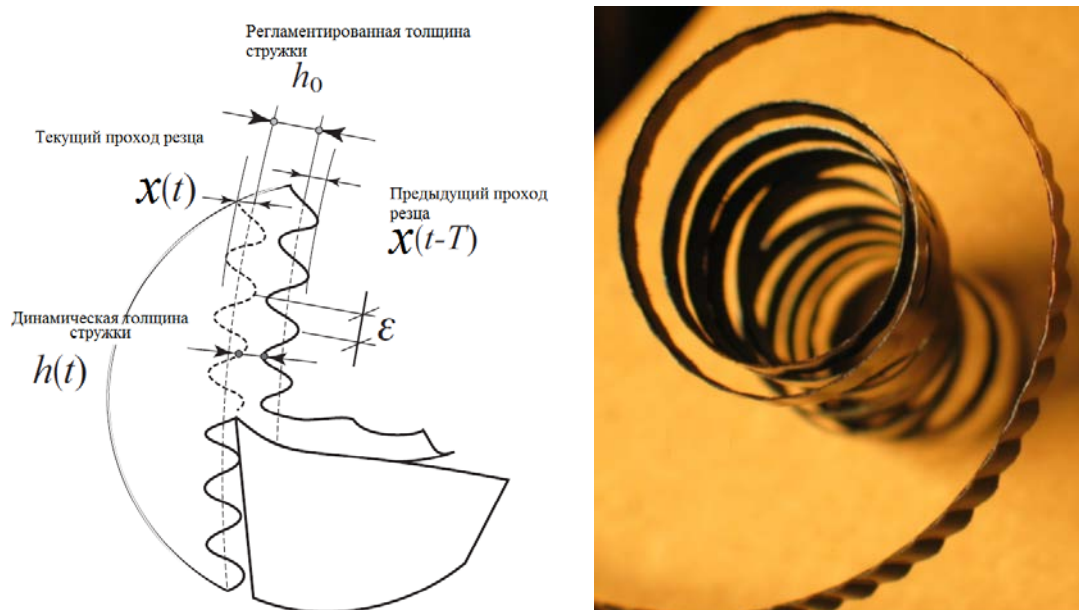 Регламентированная толщина
стружки
h₀
Текущий проход резца
x(t)
Предыдущий проход
резца
x(t-T)
Динамическая толщина
стружки
h(t)
ε